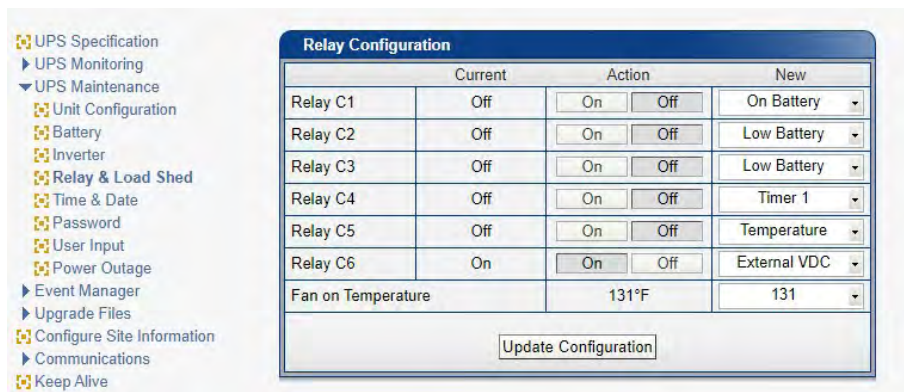 UPS Specification
UPS Monitoring
UPS Maintenance
Unit Configuration
Battery
Inverter
Relay & Load Shed
Time & Date
Password
User Input
Power Outage
Event Manager
Upgrade Files
Configure Site Information
Communications
Keep Alive
Relay Configuration
Current Action New
Relay C1 Off On Off On Battery
Relay C2 Off On Off Low Battery
Relay C3 Off On Off Low Battery
Relay C4 Off On Off Timer 1
Relay C5 Off On Off Temperature
Relay C6 On On Off External VDC
Fan on Temperature 131°F 131
Update Configuration